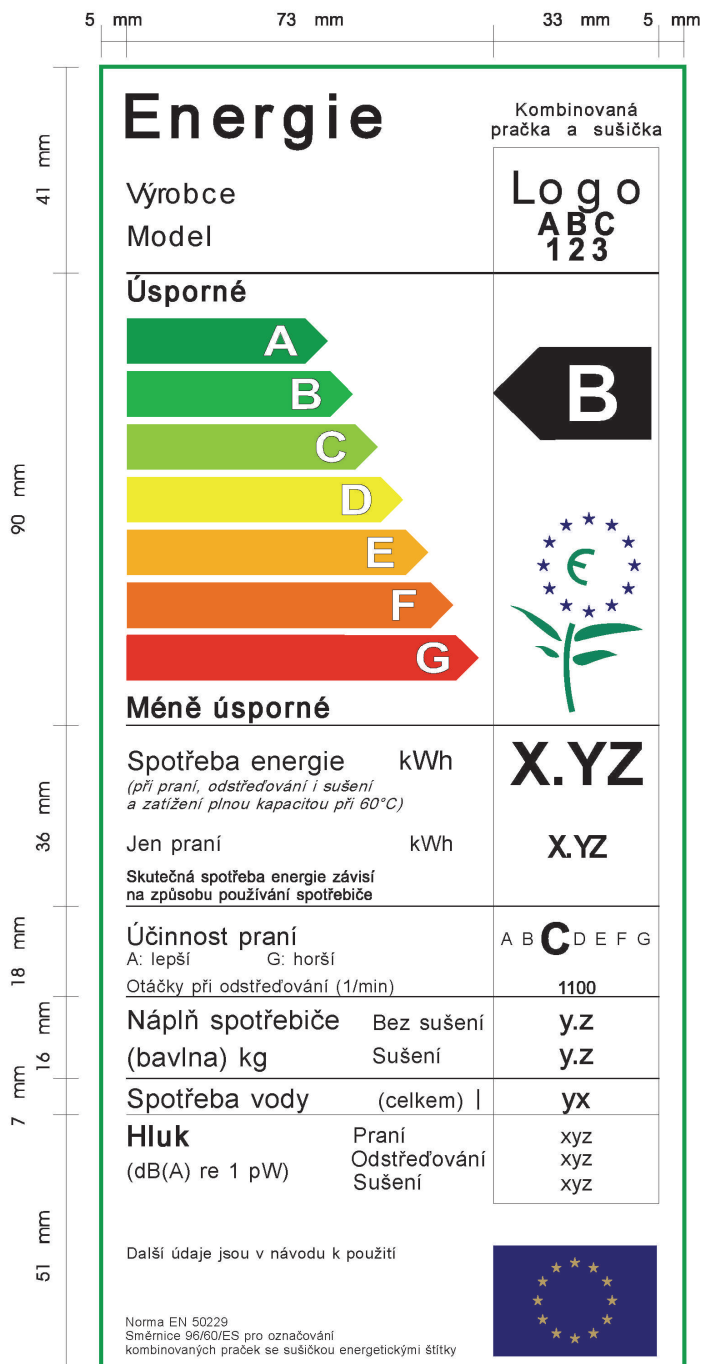 5 mm 73 mm 33 mm 5 mm
41 mm
90 mm
36 mm
18 mm
16 mm
7 mm
51 mm
Energie
Kombinovaná
pračka a sušička
Výrobce
Model
Logo
ABC
123
Úsporné
A
B
C
D
E
F
G
B
E
Méně úsporné
Spotřeba energie kWh X.YZ
(při praní, odstřeďování i sušení
a zatížení plnou kapacitou při 60°C)
Jen praní kWh X.YZ
Skutečná spotřeba energie závisí
na způsobu používání spotřebiče
Účinnost praní A B C D E F G
A: lepší G: horší
Otáčky při odstřeďování (1/min) 1100
Náplň spotřebiče Bez sušení y.z
(bavlna) kg Sušení y.z
Spotřeba vody (celkem) l yx
Hluk Praní xyz
(dB(A) re 1 pW) Odstřeďování xyz
Sušení xyz
Další údaje jsou v návodu k použití
Norma EN 50229
Směrnice 96/60/ES pro označování
kombinovaných praček se sušičkou energetickými štítky